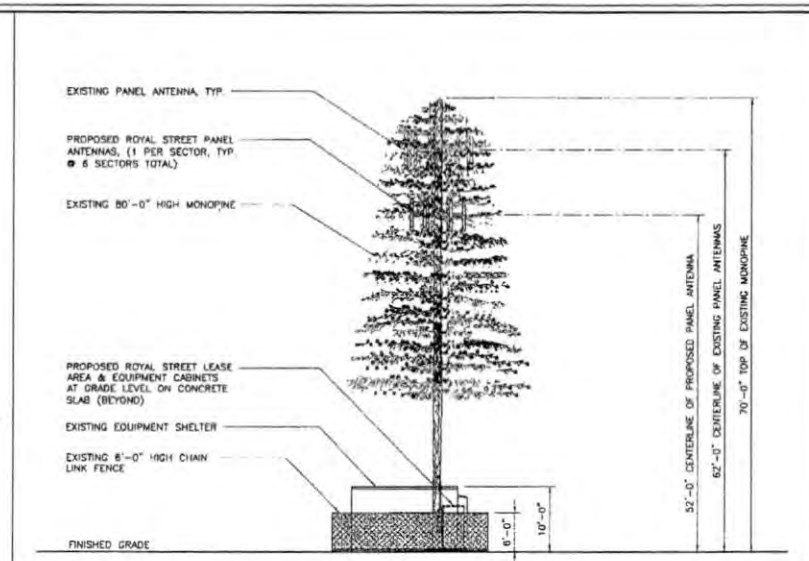 EXISTING PANEL ANTENNA, TYP.
PROPOSED ROYAL STREET PANEL
ANTENNAS, (1 PER SECTOR, TYP.
@ 6 SECTORS TOTAL)
EXISTING 80'-0" HIGH MONOPINE
PROPOSED ROYAL STREET LEASE
AREA & EQUIPMENT CABINETS
AT GRADE LEVEL ON CONCRETE
SLAB (BEYOND)
EXISTING EQUIPMENT SHELTER
EXISTING 6'-0" HIGH CHAIN
LINK FENCE
FINISHED GRADE
6'-0"
10'-0"
52'-0" CENTERLINE OF PROPOSED PANEL ANTENNA
62'-0" CENTERLINE OF EXISTING PANEL ANTENNAS
70'-0" TOP OF EXISTING MONOPINE